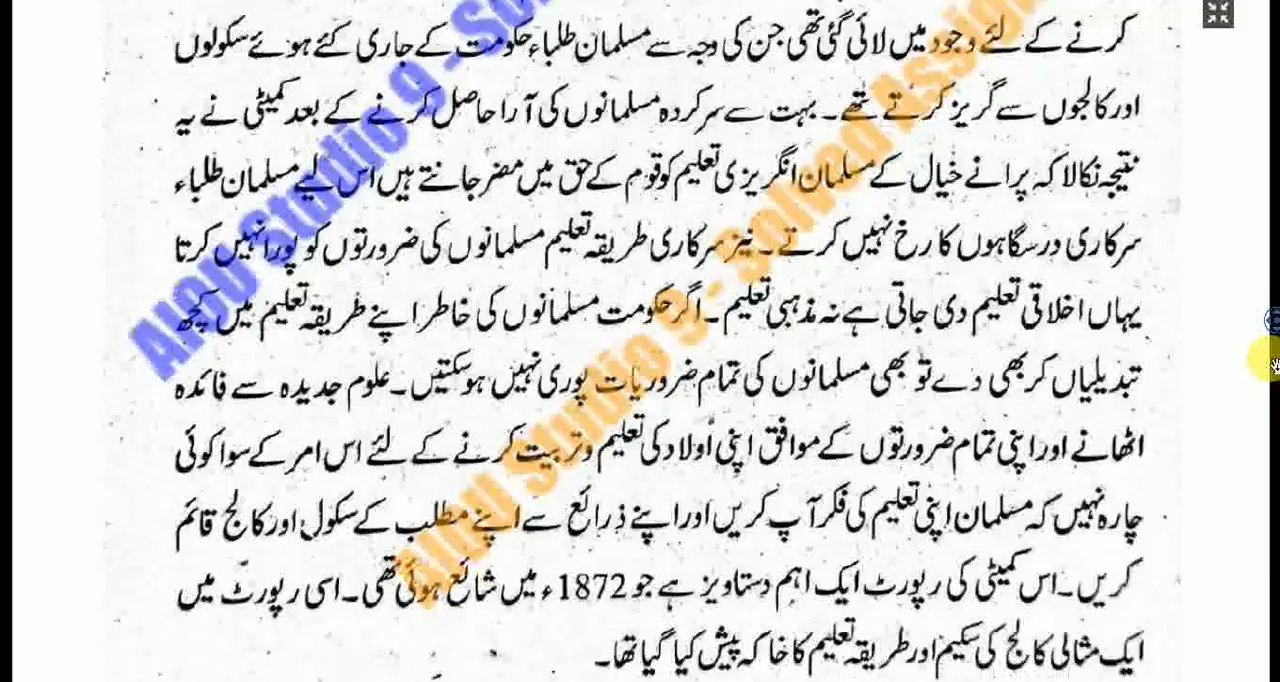 کرنے کے لئے وجود میں لائی گئی تھی جن کی وجہ سے مسلمان طلباء حکومت کے جاری کئے ہوئے سکولوں
اور کالجوں سے گریز کرتے تھے۔ بہت سے سرکردہ مسلمانوں کی آرا حاصل کرنے کے بعد کمیٹی نے یہ
نتیجہ نکالا کہ پرانے خیال کے مسلمان انگریزی تعلیم کو قوم کے حق میں مضر جانتے ہیں اس لیے مسلمان طلباء
سرکاری درسگاہوں کا رخ نہیں کرتے۔ نیز سرکاری طریقہ تعلیم مسلمانوں کی ضرورتوں کو پورا نہیں کرتا
یہاں اخلاقی تعلیم دی جاتی ہے نہ مذہبی تعلیم۔ اگر حکومت مسلمانوں کی خاطر اپنے طریقہ تعلیم میں کچھ
تبدیلیاں کر بھی دے تو بھی مسلمانوں کی تمام ضروریات پوری نہیں ہو سکتیں۔ علوم جدیدہ سے فائدہ
اٹھانے اور اپنی تمام ضرورتوں کے موافق اپنی اولاد کی تعلیم و تربیت کرنے کے لئے اس امر کے سوا کوئی
چارہ نہیں کہ مسلمان اپنی تعلیم کی فکر آپ کریں اور اپنے ذرائع سے اپنے مطلب کے سکول اور کالج قائم
کریں۔ اس کمیٹی کی رپورٹ ایک اہم دستاویز ہے جو 1872ء میں شائع ہوئی تھی۔ اسی رپورٹ میں
ایک مثالی کالج کی سکیم اور طریقہ تعلیم کا خاکہ پیش کیا گیا تھا۔
AIOU Studio 9 - Sol
AIOU Studio 9 - Solved Assign